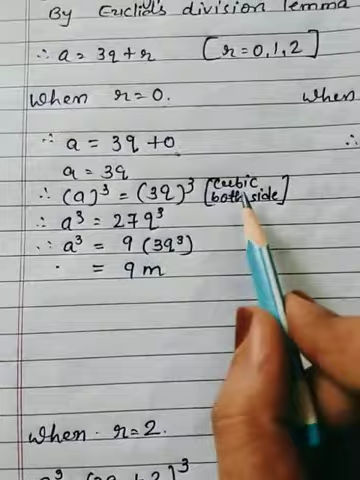 By Euclid's division lemma
∴ a = 3q + r [r = 0, 1, 2]
when r = 0. when
∴ a = 3q + 0 ∴
a = 3q
∴ (a)³ = (3q)³ [Cubic both side]
∴ a³ = 27q³
∴ a³ = 9 (3q³)
= 9m
when r = 2.